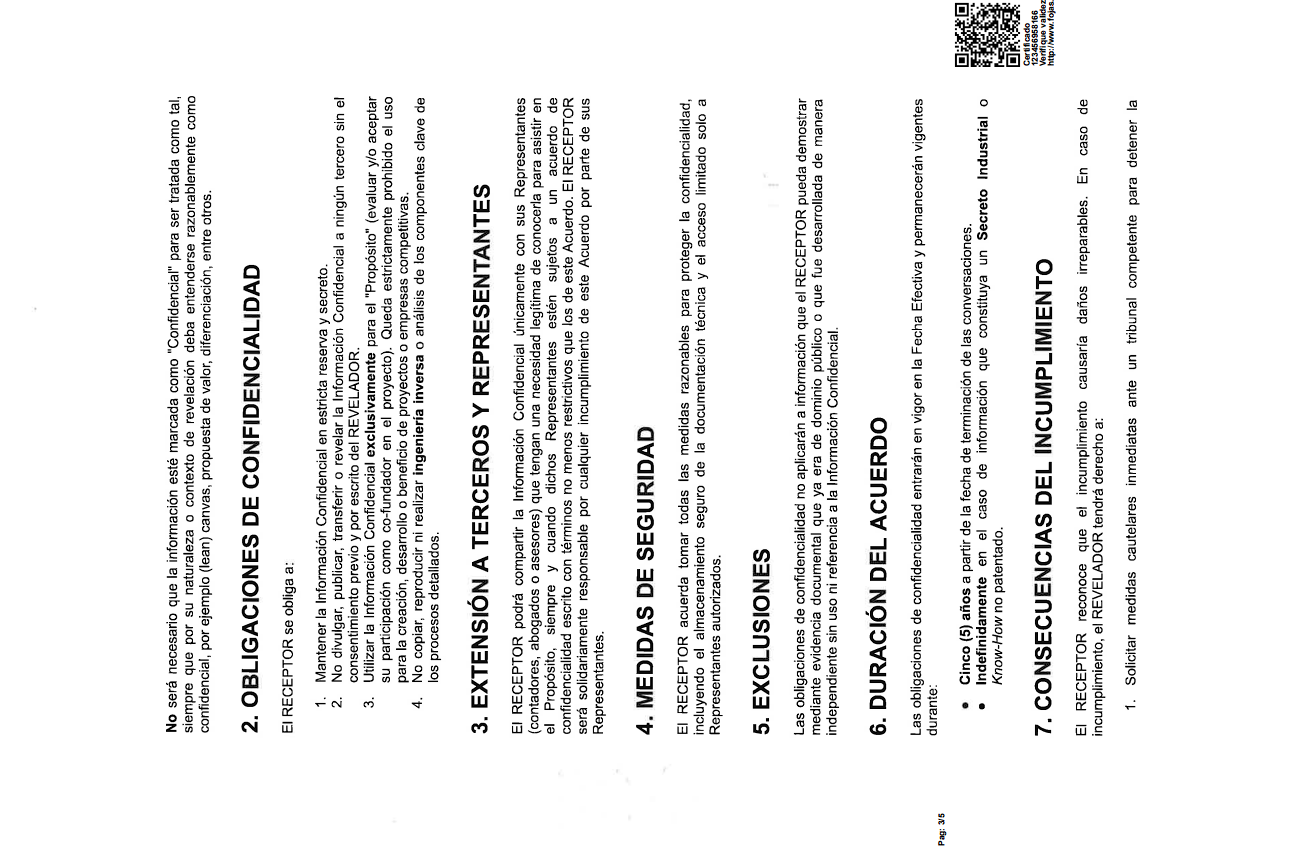 Certificado
123456958166
Verifique validez
http://www.fojas.
No será necesario que la información esté marcada como "Confidencial" para ser tratada como tal,
siempre que por su naturaleza o contexto de revelación deba entenderse razonablemente como
confidencial, por ejemplo (lean) canvas, propuesta de valor, diferenciación, entre otros.
2. OBLIGACIONES DE CONFIDENCIALIDAD
El RECEPTOR se obliga a:
1. Mantener la Información Confidencial en estricta reserva y secreto.
2. No divulgar, publicar, transferir o revelar la Información Confidencial a ningún tercero sin el
consentimiento previo y por escrito del REVELADOR.
3. Utilizar la Información Confidencial exclusivamente para el "Propósito" (evaluar y/o aceptar
su participación como co-fundador en el proyecto). Queda estrictamente prohibido el uso
para la creación, desarrollo o beneficio de proyectos o empresas competitivas.
4. No copiar, reproducir ni realizar ingeniería inversa o análisis de los componentes clave de
los procesos detallados.
3. EXTENSIÓN A TERCEROS Y REPRESENTANTES
El RECEPTOR podrá compartir la Información Confidencial únicamente con sus Representantes
(contadores, abogados o asesores) que tengan una necesidad legítima de conocerla para asistir en
el Propósito, siempre y cuando dichos Representantes estén sujetos a un acuerdo de
confidencialidad escrito con términos no menos restrictivos que los de este Acuerdo. El RECEPTOR
será solidariamente responsable por cualquier incumplimiento de este Acuerdo por parte de sus
Representantes.
4. MEDIDAS DE SEGURIDAD
El RECEPTOR acuerda tomar todas las medidas razonables para proteger la confidencialidad,
incluyendo el almacenamiento seguro de la documentación técnica y el acceso limitado solo a
Representantes autorizados.
5. EXCLUSIONES
Las obligaciones de confidencialidad no aplicarán a información que el RECEPTOR pueda demostrar
mediante evidencia documental que ya era de dominio público o que fue desarrollada de manera
independiente sin uso ni referencia a la Información Confidencial.
6. DURACIÓN DEL ACUERDO
Las obligaciones de confidencialidad entrarán en vigor en la Fecha Efectiva y permanecerán vigentes
durante:
● Cinco (5) años a partir de la fecha de terminación de las conversaciones.
● Indefinidamente en el caso de información que constituya un Secreto Industrial o
Know-How no patentado.
7. CONSECUENCIAS DEL INCUMPLIMIENTO
El RECEPTOR reconoce que el incumplimiento causaría daños irreparables. En caso de
incumplimiento, el REVELADOR tendrá derecho a:
1. Solicitar medidas cautelares inmediatas ante un tribunal competente para detener la
Pag: 3/5